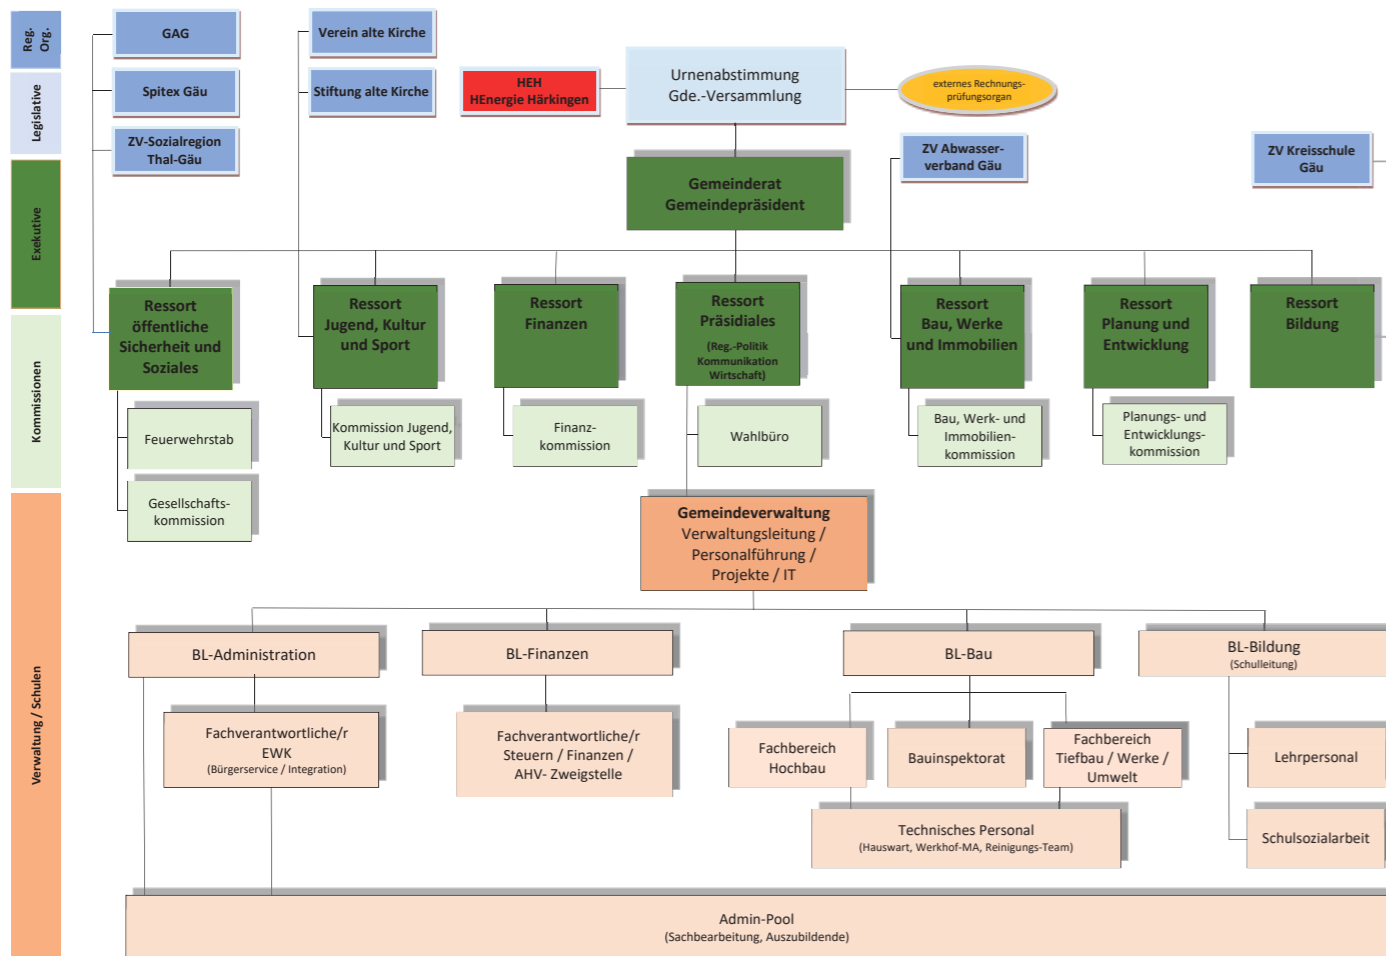 Reg.
Org.
Legislative
Exekutive
Kommissionen
Verwaltung / Schulen
GAG
Spitex Gäu
ZV-Sozialregion
Thal-Gäu
Verein alte Kirche
Stiftung alte Kirche
HEH
HEnergie Härkingen
Urnenabstimmung
Gde.-Versammlung
externes Rechnungs-
prüfungsorgan
ZV Abwasser-
verband Gäu
ZV Kreisschule
Gäu
Gemeinderat
Gemeindepräsident
Ressort
öffentliche
Sicherheit und
Soziales
Ressort
Jugend, Kultur
und Sport
Ressort
Finanzen
Ressort
Präsidiales
(Reg.-Politik
Kommunikation
Wirtschaft)
Ressort
Bau, Werke
und Immobilien
Ressort
Planung und
Entwicklung
Ressort
Bildung
Feuerwehrstab
Gesellschafts-
kommission
Kommission Jugend,
Kultur und Sport
Finanz-
kommission
Wahlbüro
Bau, Werk- und
Immobilien-
kommission
Planungs- und
Entwicklungs-
kommission
Gemeindeverwaltung
Verwaltungsleitung /
Personalführung /
Projekte / IT
BL-Administration
BL-Finanzen
BL-Bau
BL-Bildung
(Schulleitung)
Fachverantwortliche/r
EWK
(Bürgerservice / Integration)
Fachverantwortliche/r
Steuern / Finanzen /
AHV- Zweigstelle
Fachbereich
Hochbau
Bauinspektorat
Fachbereich
Tiefbau / Werke /
Umwelt
Lehrpersonal
Technisches Personal
(Hauswart, Werkhof-MA, Reinigungs-Team)
Schulsozialarbeit
Admin-Pool
(Sachbearbeitung, Auszubildende)